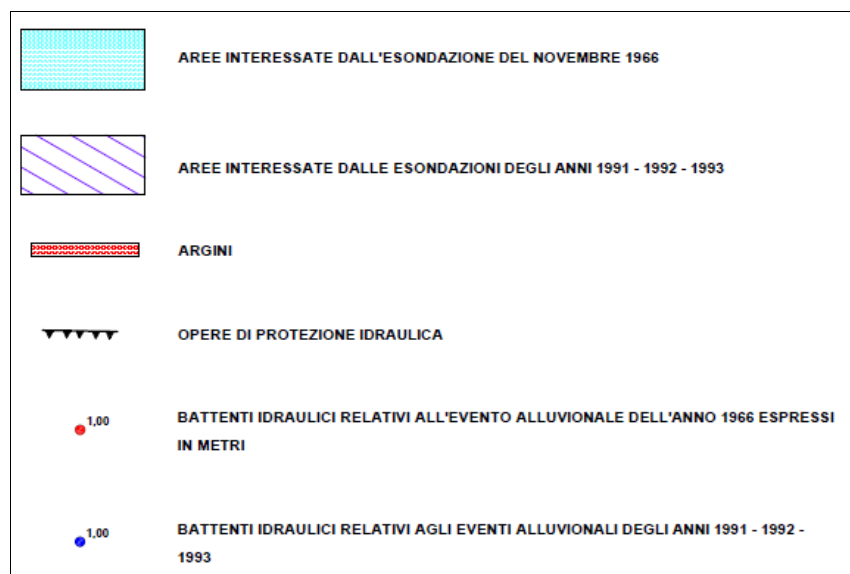 AREE INTERESSATE DALL'ESONDAZIONE DEL NOVEMBRE 1966
AREE INTERESSATE DALLE ESONDAZIONI DEGLI ANNI 1991 - 1992 - 1993
ARGINI
OPERE DI PROTEZIONE IDRAULICA
1,00
BATTENTI IDRAULICI RELATIVI ALL'EVENTO ALLUVIONALE DELL'ANNO 1966 ESPRESSI
IN METRI
1,00
BATTENTI IDRAULICI RELATIVI AGLI EVENTI ALLUVIONALI DEGLI ANNI 1991 - 1992 -
1993